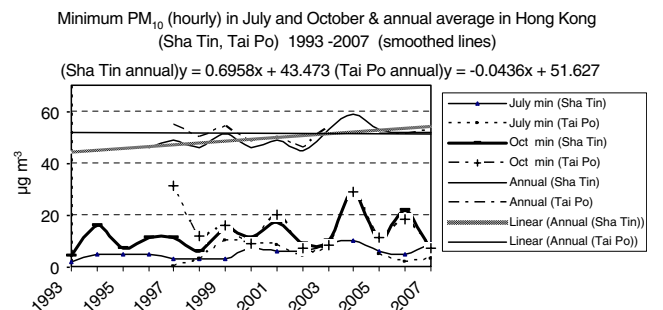 Minimum PM10 (hourly) in July and October & annual average in Hong Kong
(Sha Tin, Tai Po) 1993 -2007 (smoothed lines)
(Sha Tin annual)y = 0.6958x + 43.473 (Tai Po annual)y = -0.0436x + 51.627
60
40
20
0
µg m3
1993
1995
1997
1999
2001
2003
2005
2007
July min (Sha Tin)
July min (Tai Po)
Oct min (Sha Tin)
Oct min (Tai Po)
Annual (Sha Tin)
Annual (Tai Po)
Linear (Annual (Sha Tin))
Linear (Annual (Tai Po))